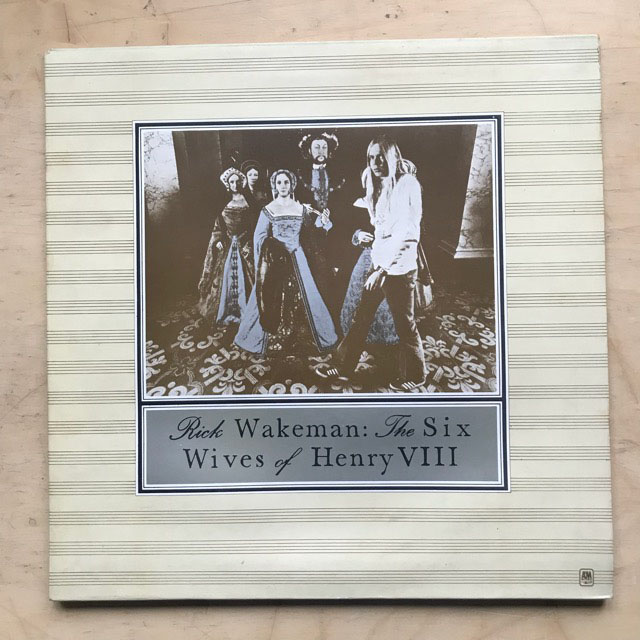 Rick Wakeman: The Six
Wives of Henry VIII
A&M